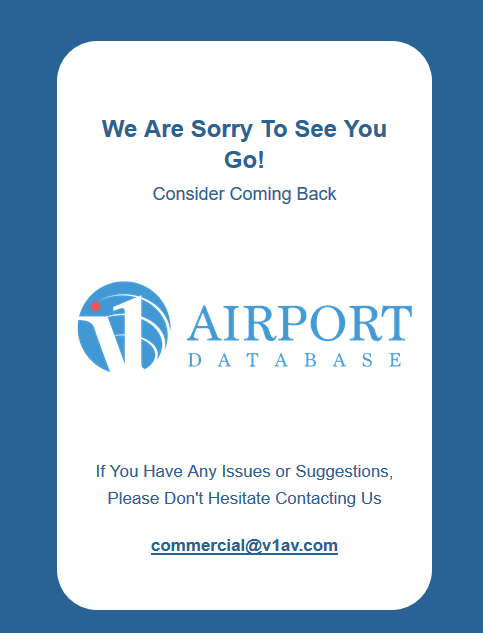 We Are Sorry To See You
Go!
Consider Coming Back
v1
AIRPORT
DATABASE
If You Have Any Issues or Suggestions,
Please Don't Hesitate Contacting Us
commercial@v1av.com